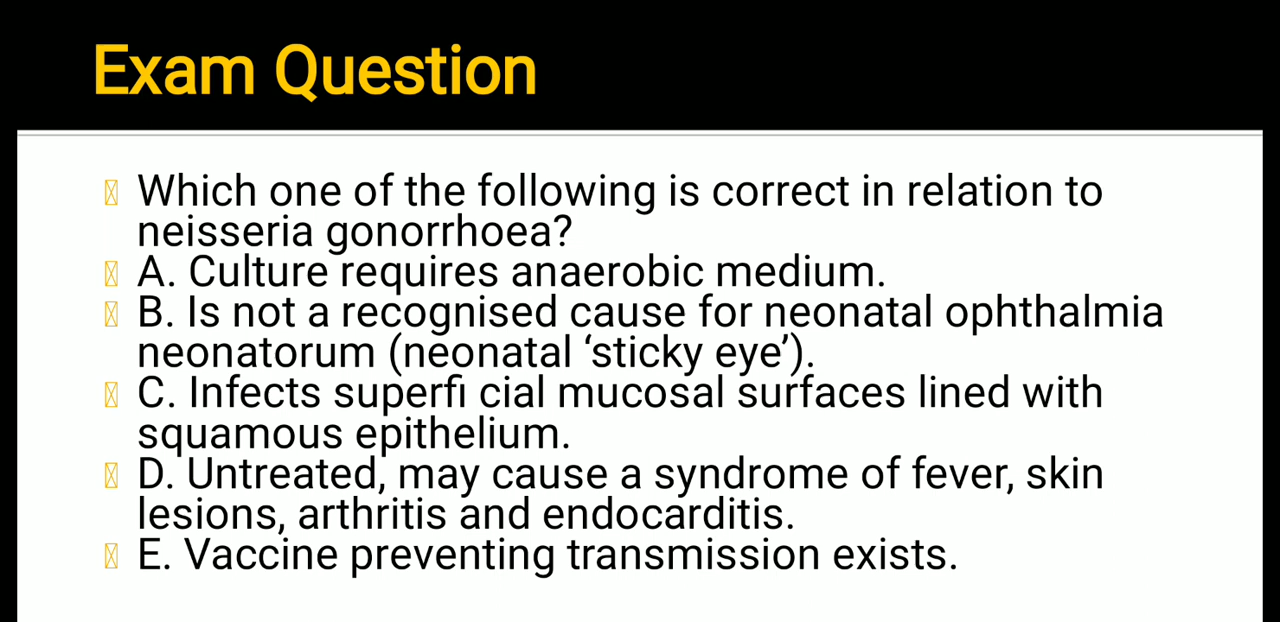 Exam Question
Which one of the following is correct in relation to
neisseria gonorrhoea?
A. Culture requires anaerobic medium.
B. Is not a recognised cause for neonatal ophthalmia
neonatorum (neonatal ‘sticky eye’).
C. Infects superfi cial mucosal surfaces lined with
squamous epithelium.
D. Untreated, may cause a syndrome of fever, skin
lesions, arthritis and endocarditis.
E. Vaccine preventing transmission exists.